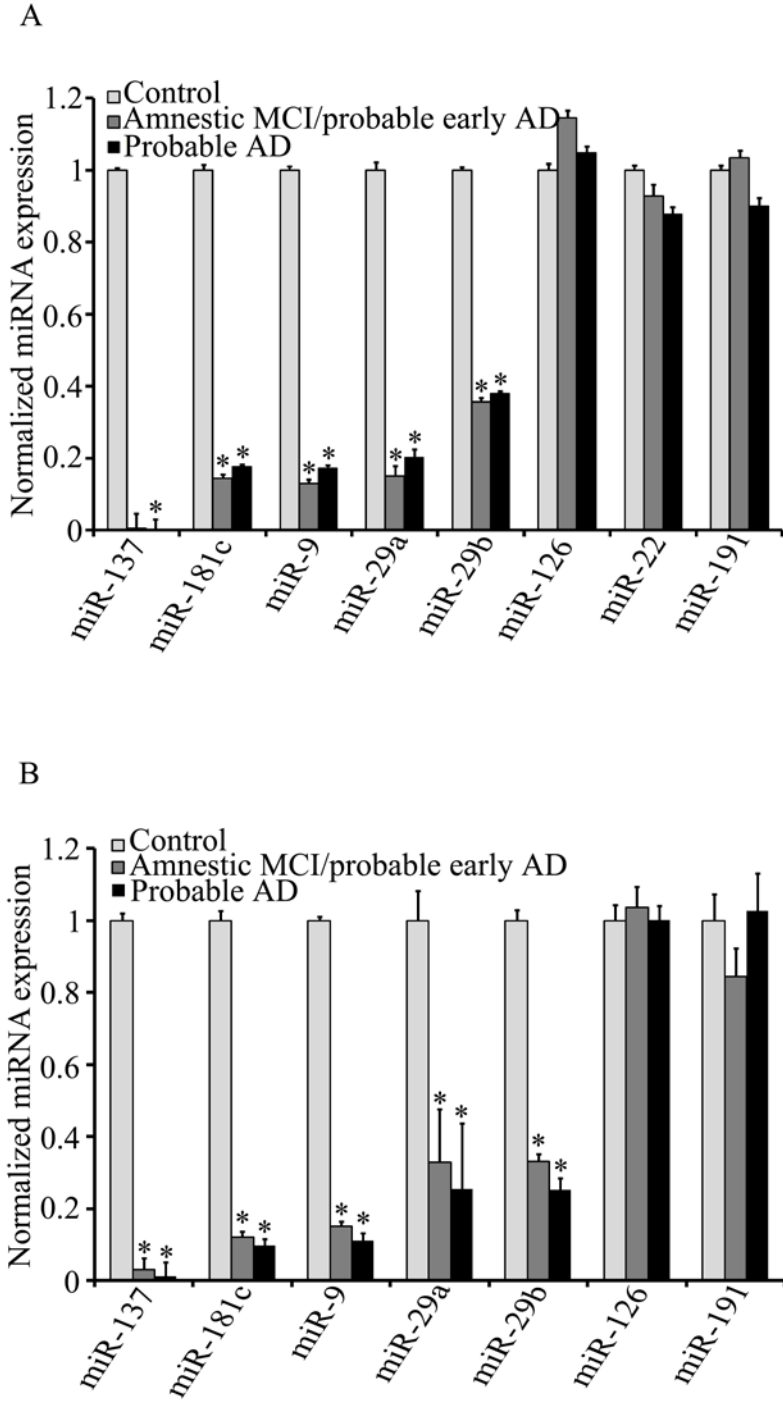 A
Control
Amnestic MCI/probable early AD
Probable AD
Normalized miRNA expression
1.2
1
0.8
0.6
0.4
0.2
0
* * * * * * * * *
miR-137 miR-181c miR-9 miR-29a miR-29b miR-126 miR-22 miR-191
B
Control
Amnestic MCI/probable early AD
Probable AD
Normalized miRNA expression
1.2
1
0.8
0.6
0.4
0.2
0
* * * * * * * * * *
miR-137 miR-181c miR-9 miR-29a miR-29b miR-126 miR-191